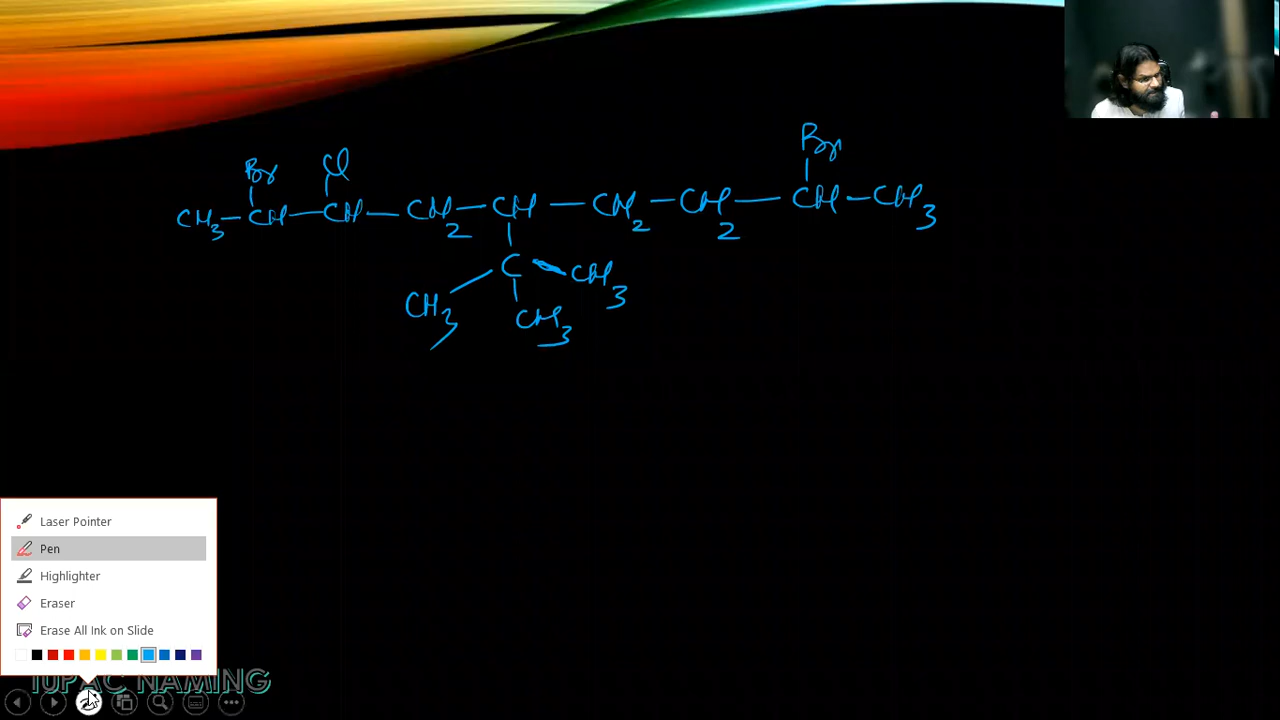 Br Cl Br
CH3 - CH - CH - CH2 - CH - CH2 - CH2 - CH - CH3
C CH3
CH3 CH3
Laser Pointer
Pen
Highlighter
Eraser
Erase All Ink on Slide
IUPAC NAMING